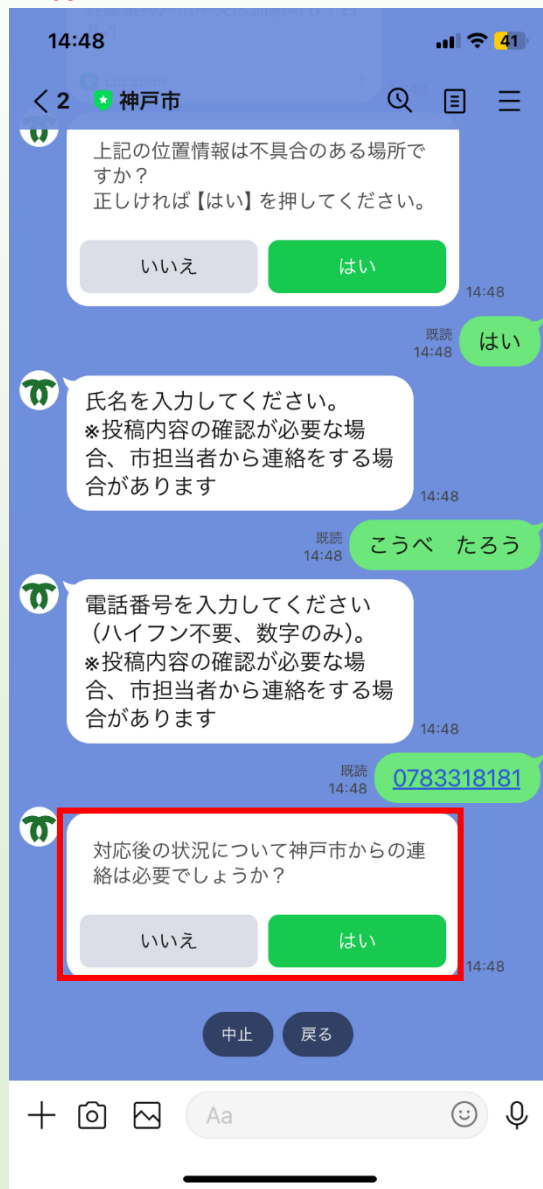 14:48
41
2
神戸市
上記の位置情報は不具合のある場所で
すか？
正しければ【はい】を押してください。
いいえ
はい
14:48
既読
14:48
はい
氏名を入力してください。
※投稿内容の確認が必要な場
合、市担当者から連絡をする場
合があります
14:48
既読
14:48
こうべ　たろう
電話番号を入力してください
（ハイフン不要、数字のみ）。
※投稿内容の確認が必要な場
合、市担当者から連絡をする場
合があります
14:48
既読
14:48
0783318181
対応後の状況について神戸市からの連
絡は必要でしょうか？
いいえ
はい
14:48
中止
戻る
Aa